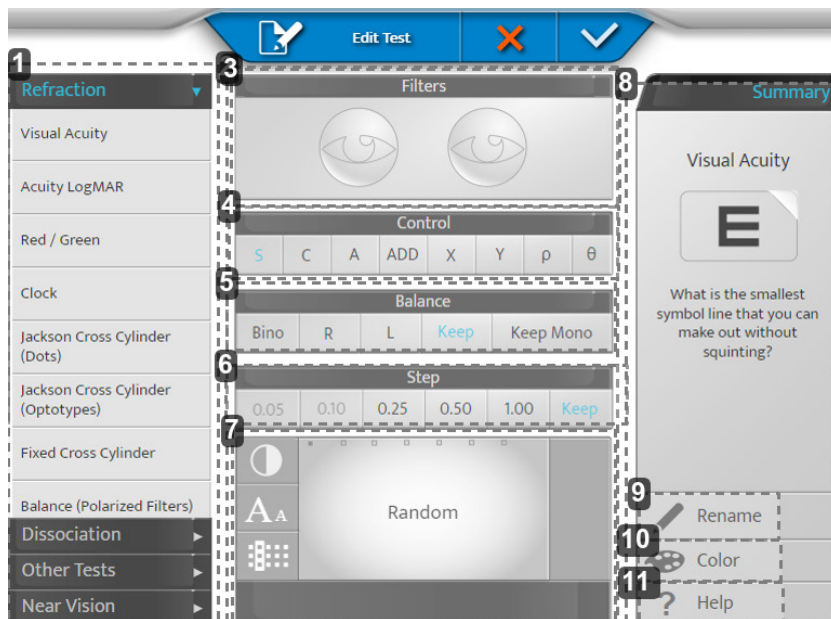 Edit Test
1
Refraction
Visual Acuity
Acuity LogMAR
Red / Green
Clock
Jackson Cross Cylinder
(Dots)
Jackson Cross Cylinder
(Optotypes)
Fixed Cross Cylinder
Balance (Polarized Filters)
Dissociation
Other Tests
Near Vision
3
Filters
4
Control
S C A ADD X Y ρ θ
5
Balance
Bino R L Keep Keep Mono
6
Step
0.05 0.10 0.25 0.50 1.00 Keep
7
A A
Random
8
Summary
Visual Acuity
E
What is the smallest
symbol line that you can
make out without
squinting?
9
Rename
10
Color
11
? Help